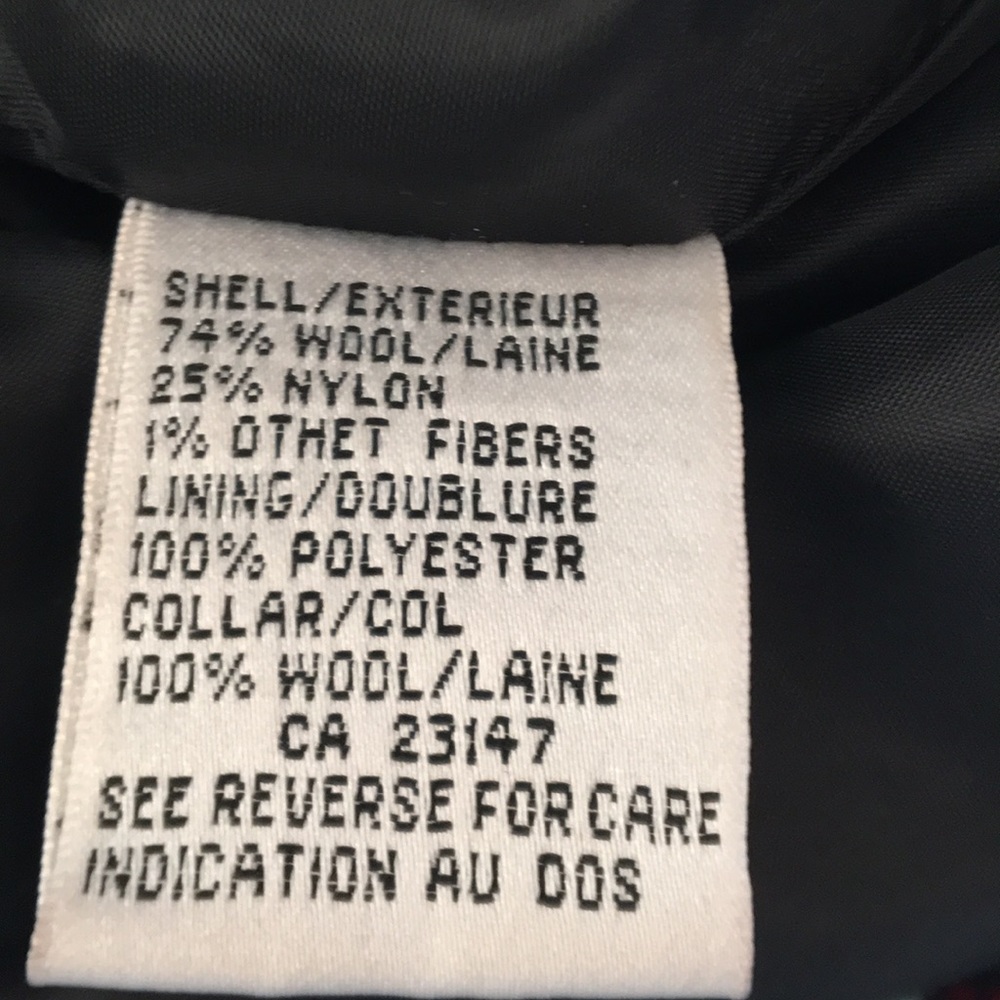 SHELL/EXTERIEUR
74% WOOL/LAINE
25% NYLON
1% OTHET FIBERS
LINING/DOUBLURE
100% POLYESTER
COLLAR/COL
100% WOOL/LAINE
CA 23147
SEE REVERSE FOR CARE
INDICATION AU DOS